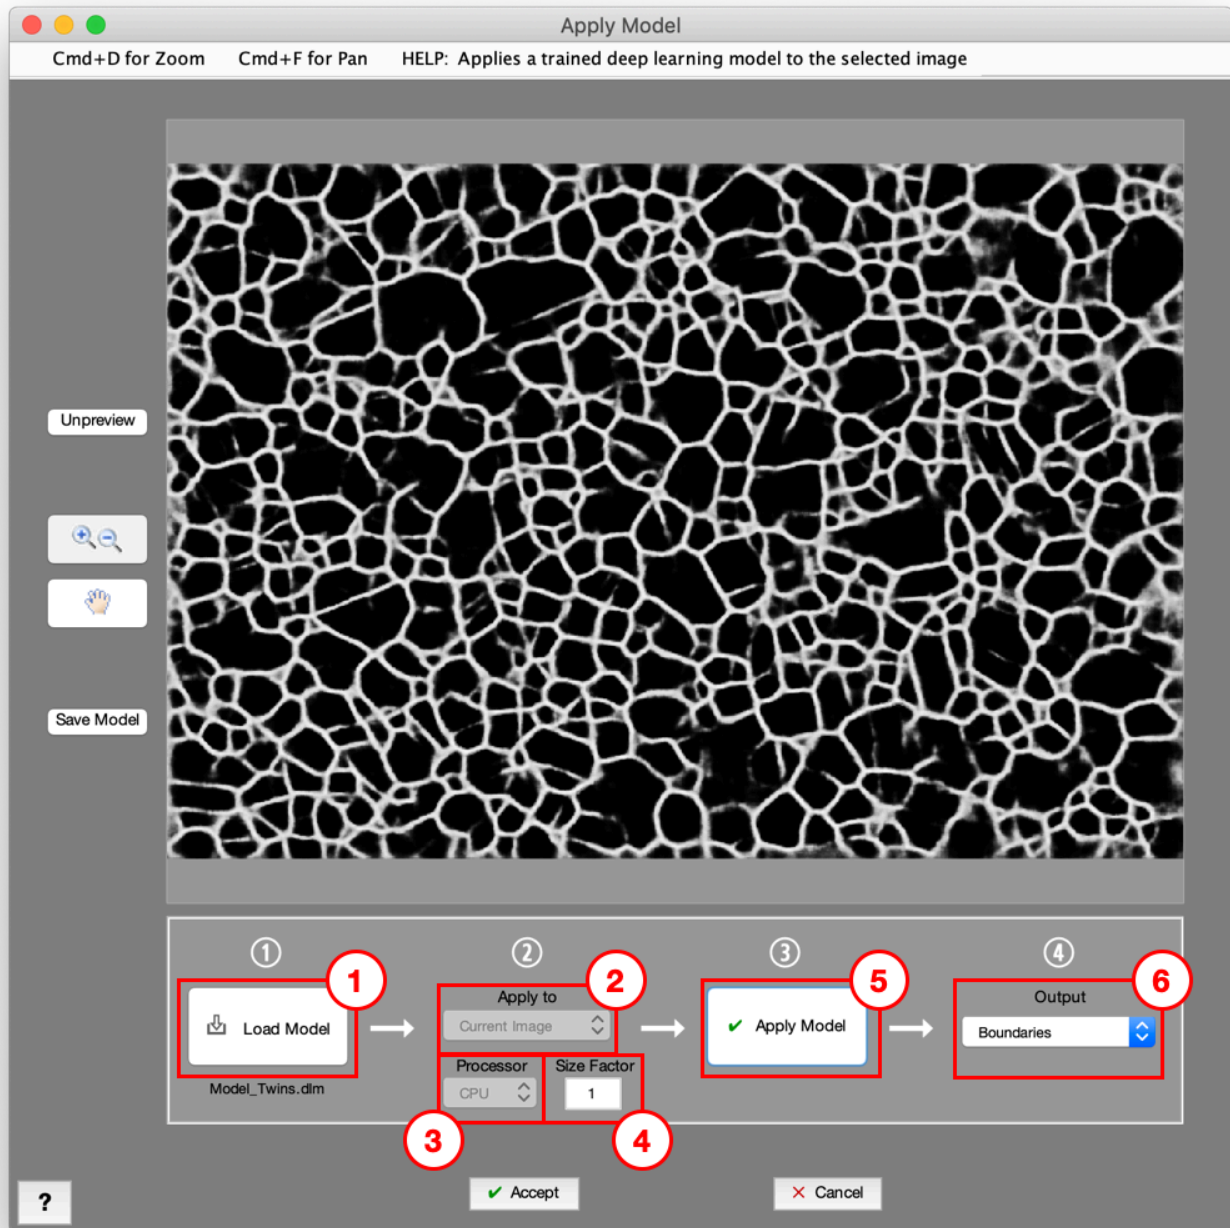 Apply Model
Cmd+D for Zoom Cmd+F for Pan HELP: Applies a trained deep learning model to the selected image
Unpreview
Save Model
① ② ③ ④
1 2 5 6
Load Model
Model_Twins.dlm
Apply to
Current Image
Processor
CPU
Size Factor
1
3 4
Apply Model
Output
Boundaries
? Accept Cancel